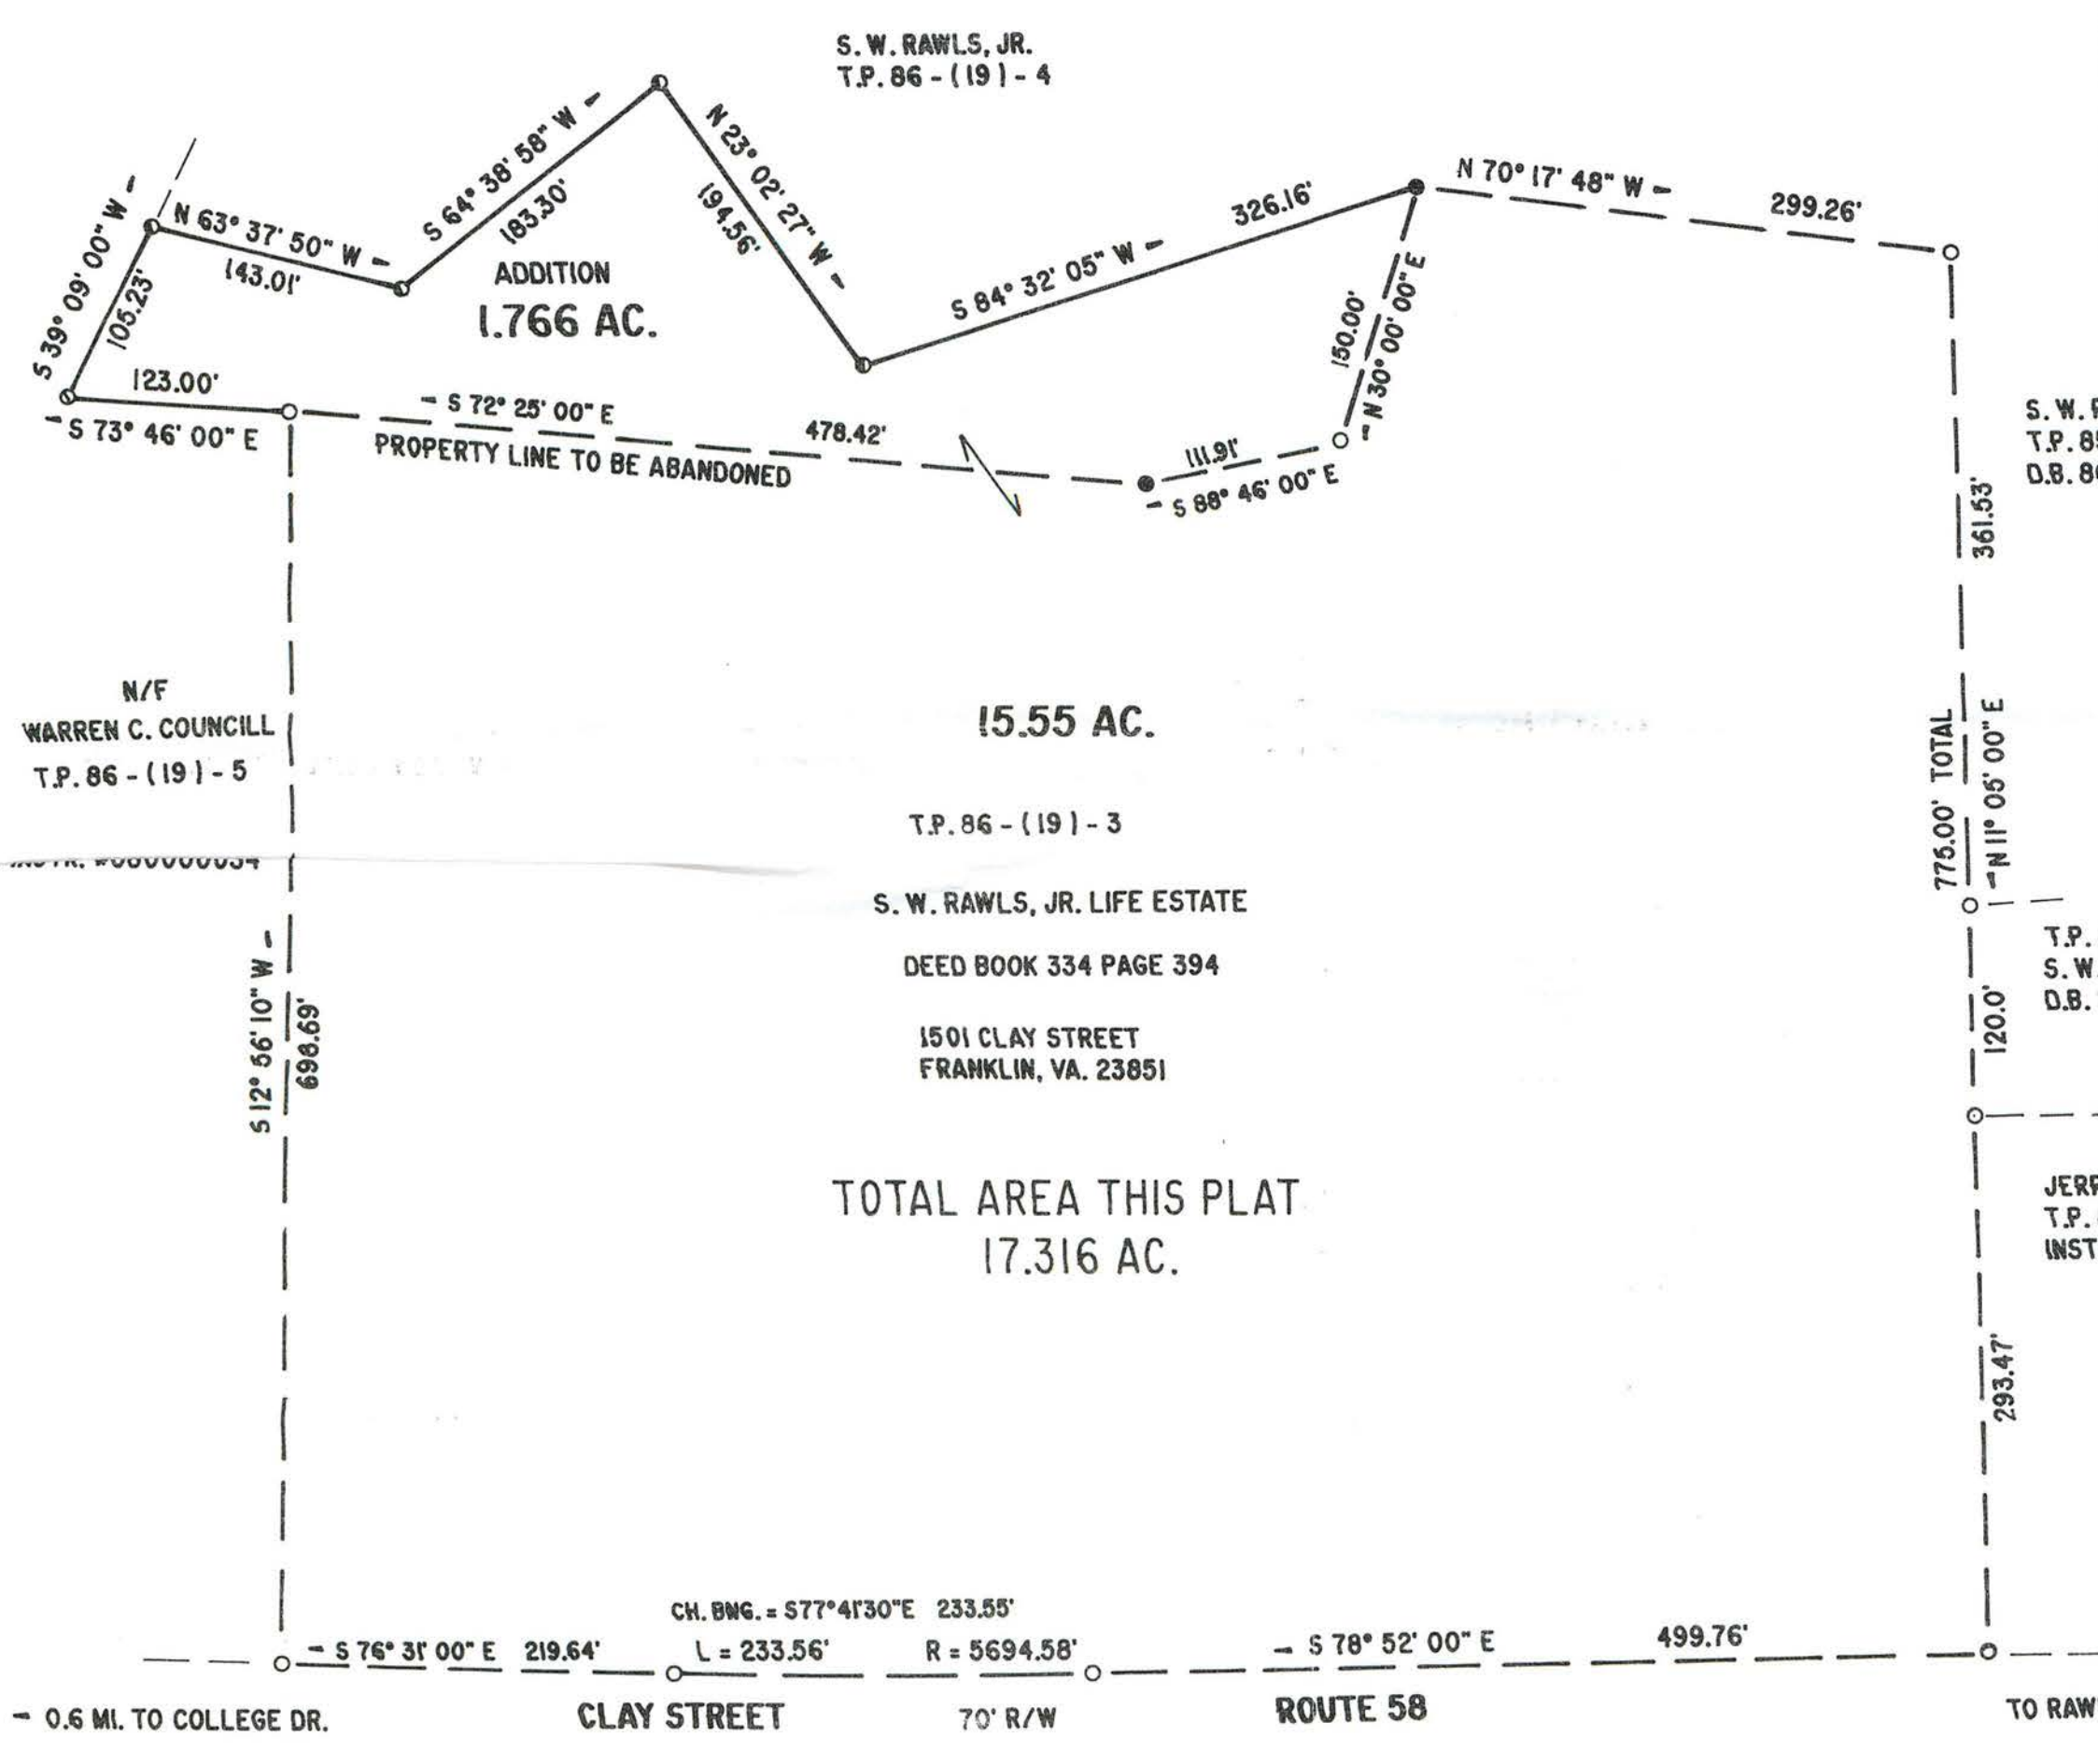 S. W. RAWLS, JR.
T.P. 86 - ( 19 ) - 4
S 39° 09' 00" W
105.23'
N 63° 37' 50" W
143.01'
S 64° 38' 58" W
183.30'
N 23° 02' 27" W
194.56'
ADDITION
1.766 AC.
S 84° 32' 05" W
326.16'
N 70° 17' 48" W
299.26'
150.00'
N 30° 00' 00" E
123.00'
S 73° 46' 00" E
S 72° 25' 00" E
478.42'
PROPERTY LINE TO BE ABANDONED
111.91'
S 88° 46' 00" E
S. W.
T.P. 8
D.B. 8
361.53'
N/F
WARREN C. COUNCILL
T.P. 86 - ( 19 ) - 5
15.55 AC.
T.P. 86 - ( 19 ) - 3
775.00' TOTAL
N 11° 05' 00" E
S. W. RAWLS, JR. LIFE ESTATE
DEED BOOK 334 PAGE 394
1501 CLAY STREET
FRANKLIN, VA. 23851
T.P.
S. W
D.B.
120.0'
S 12° 56' 10" W
698.69'
TOTAL AREA THIS PLAT
17.316 AC.
T.P.
INST
293.47'
CH. BNG. = S77°41'30"E 233.55'
S 76° 31' 00" E 219.64'
L = 233.56' R = 5694.58'
S 78° 52' 00" E 499.76'
0.6 MI. TO COLLEGE DR.
CLAY STREET 70' R/W ROUTE 58
TO RAW